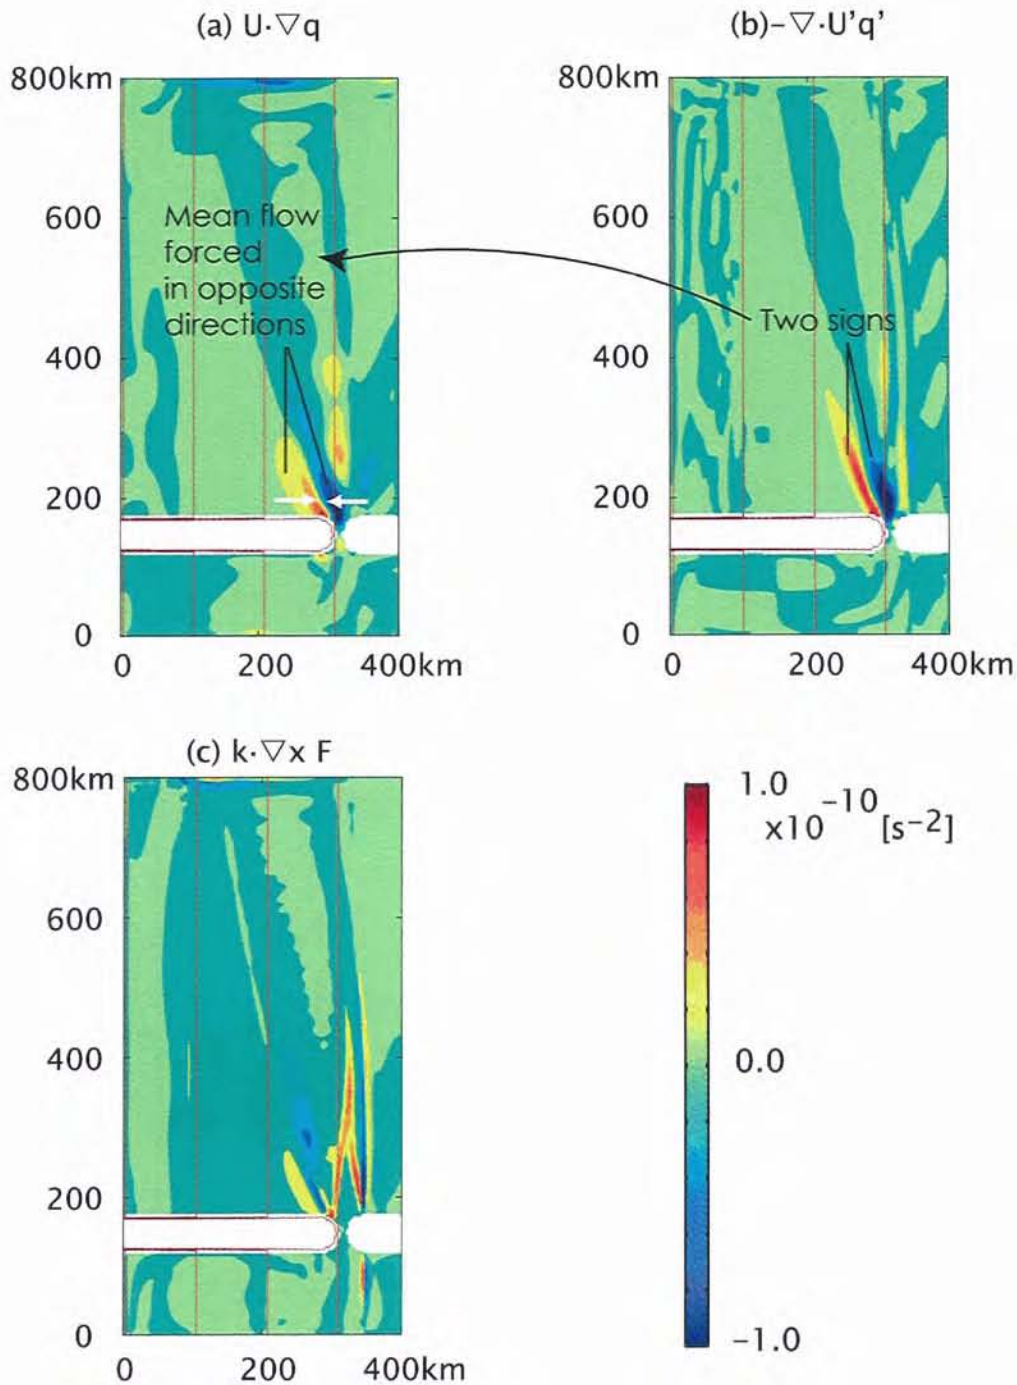 (a) U·▽q
(b)-▽·U'q'
800km
600
400
200
0
0
200
400km
Mean flow
forced
in opposite
directions
800km
600
400
200
0
0
200
400km
Two signs
(c) k·▽x F
800km
600
400
200
0
0
200
400km
1.0
x10⁻¹⁰ [s⁻²]
0.0
-1.0